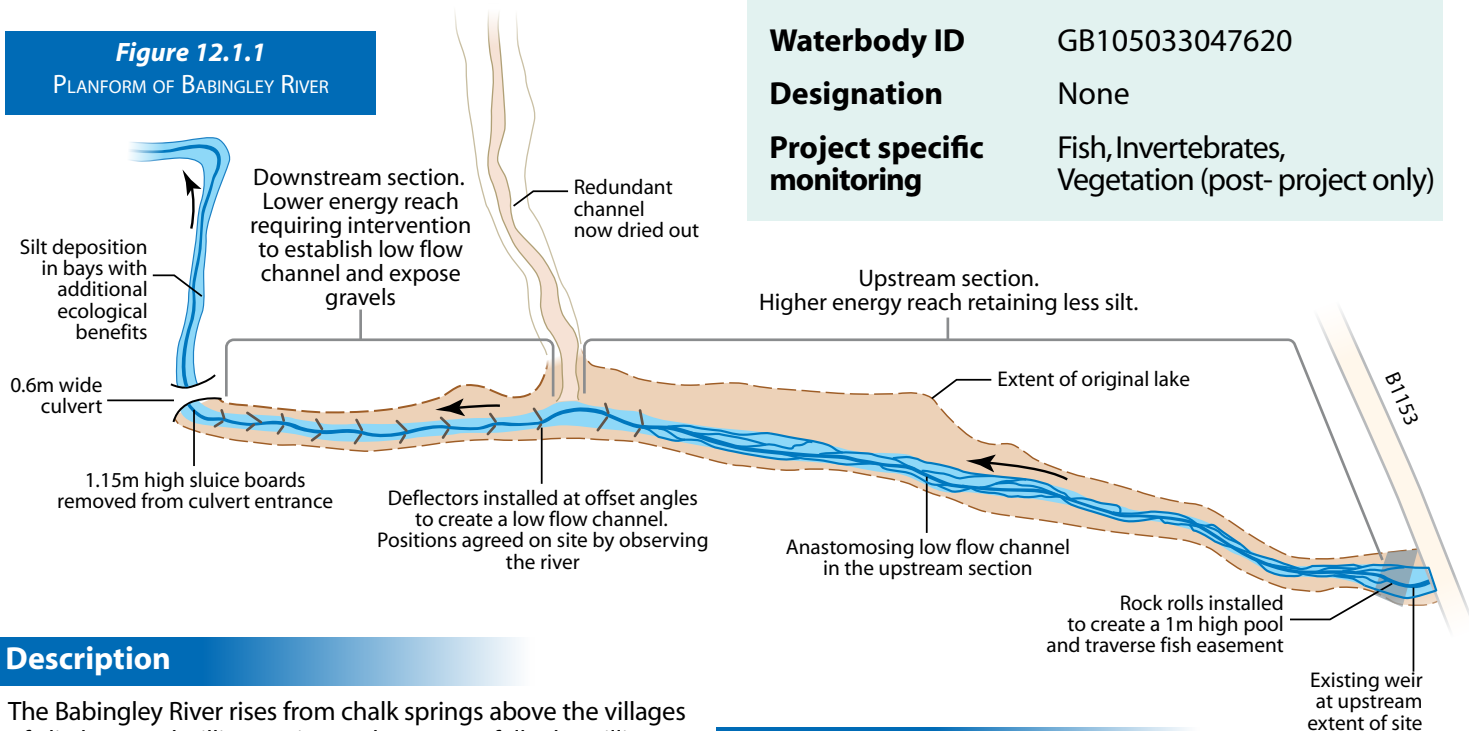 Figure 12.1.1
PLANFORM OF BABINGLEY RIVER
Waterbody ID GB105033047620
Designation None
Project specific monitoring Fish, Invertebrates,
Vegetation (post- project only)
Downstream section.
Lower energy reach
requiring intervention
to establish low flow
channel and expose
gravels
Redundant
channel
now dried out
Silt deposition
in bays with
additional
ecological
benefits
Upstream section.
Higher energy reach retaining less silt.
0.6m wide
culvert
Extent of original lake
B1153
1.15m high sluice boards
removed from culvert entrance
Deflectors installed at offset angles
to create a low flow channel.
Positions agreed on site by observing
the river
Anastomosing low flow channel
in the upstream section
Rock rolls installed
to create a 1m high pool
and traverse fish easement
Existing weir
at upstream
extent of site
Description
The Babingley River rises from chalk springs above the villages